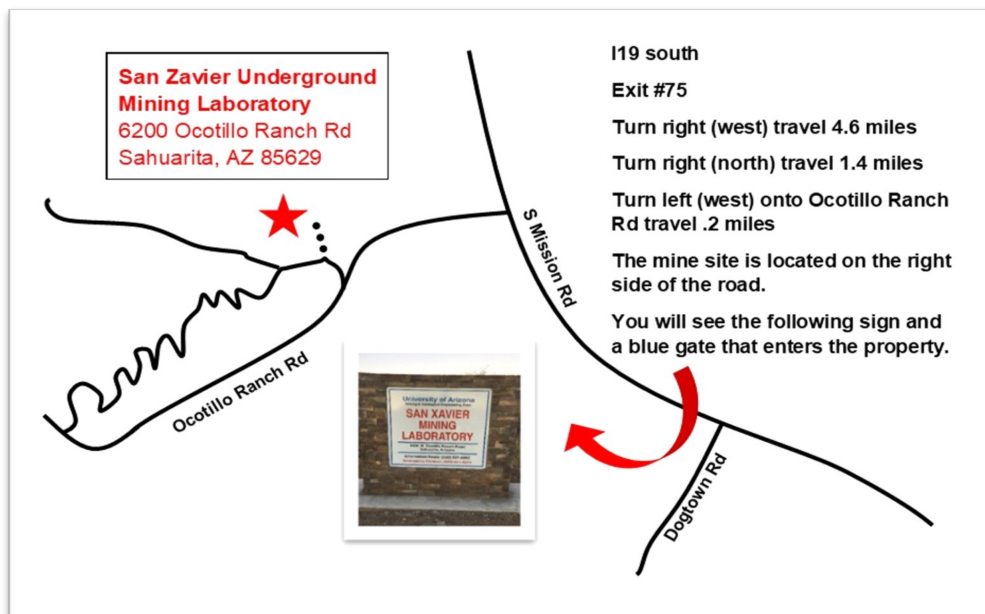 San Zavier Underground
Mining Laboratory
6200 Ocotillo Ranch Rd
Sahuarita, AZ 85629
I19 south
Exit #75
Turn right (west) travel 4.6 miles
Turn right (north) travel 1.4 miles
Turn left (west) onto Ocotillo Ranch
Rd travel .2 miles
The mine site is located on the right
side of the road.
You will see the following sign and
a blue gate that enters the property.
S Mission Rd
Ocotillo Ranch Rd
Dogtown Rd
University of Arizona
SAN XAVIER
MINING
LABORATORY